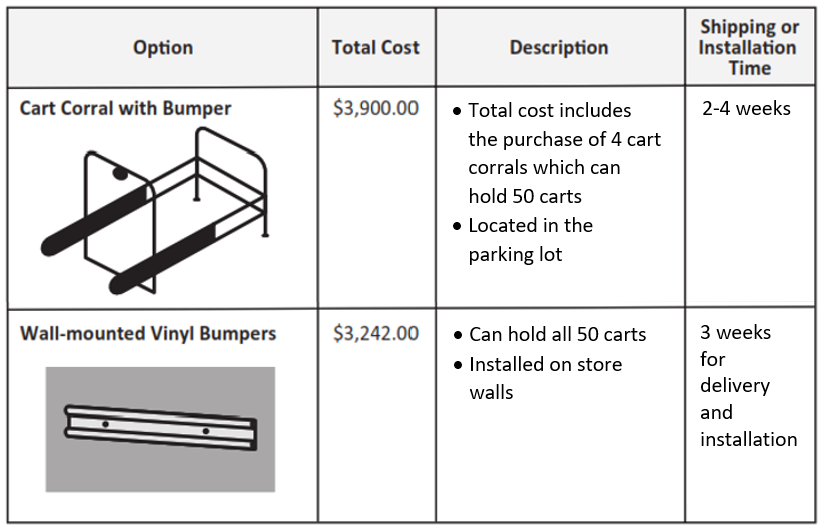 Option
Total Cost
Description
Shipping or
Installation
Time
Cart Corral with Bumper
$3,900.00
• Total cost includes
the purchase of 4 cart
corrals which can
hold 50 carts
• Located in the
parking lot
2-4 weeks
Wall-mounted Vinyl Bumpers
$3,242.00
• Can hold all 50 carts
• Installed on store
walls
3 weeks
for
delivery
and
installation